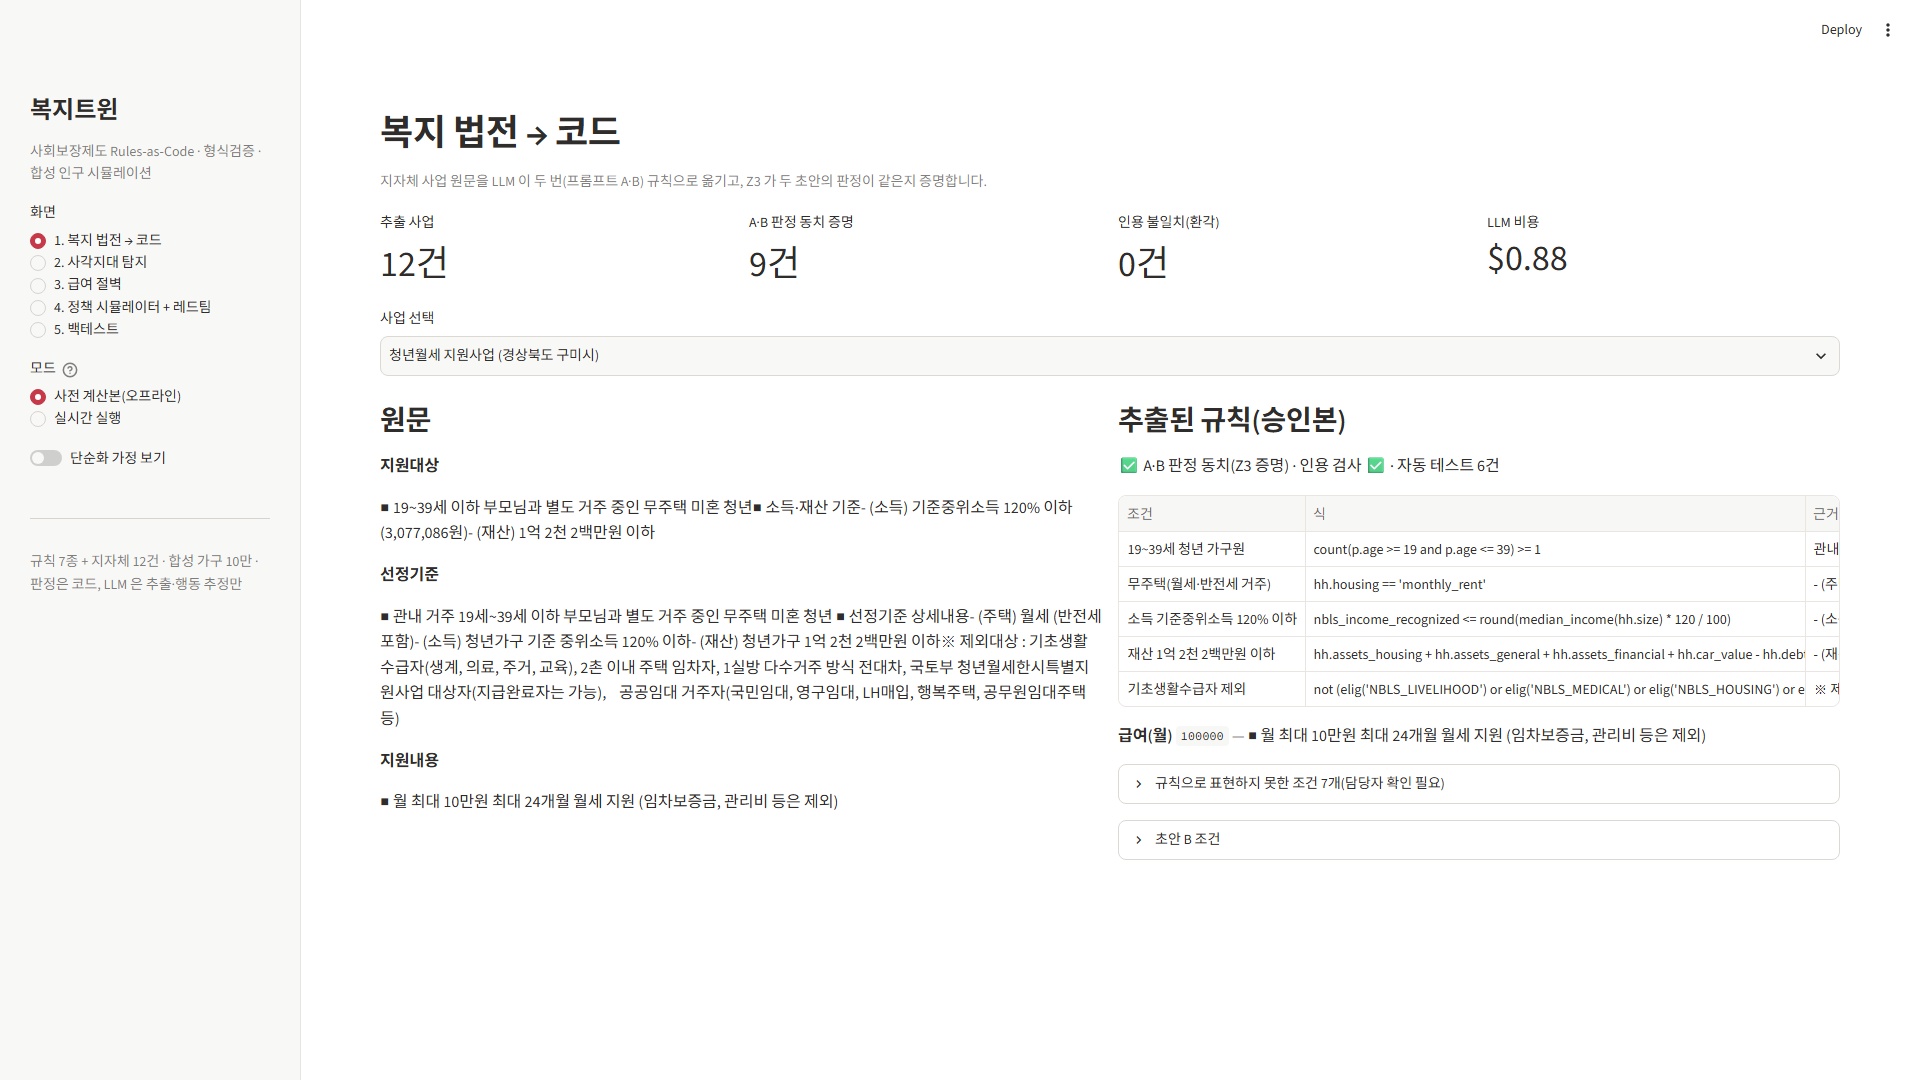 Deploy
복지트윈
사회보장제도 Rules-as-Code · 형식검증 ·
합성 인구 시뮬레이션
화면
1. 복지 법전 → 코드
2. 사각지대 탐지
3. 급여 절벽
4. 정책 시뮬레이터 + 레드팀
5. 백테스트
모드
사전 계산본(오프라인)
실시간 실행
단순화 가정 보기
규칙 7종 + 지자체 12건 · 합성 가구 10만 ·
판정은 코드, LLM 은 추출·행동 추정만
복지 법전 → 코드
지자체 사업 원문을 LLM 이 두 번(프롬프트 A·B) 규칙으로 옮기고, Z3 가 두 초안의 판정이 같은지 증명합니다.
추출 사업
12건
A·B 판정 동치 증명
9건
인용 불일치(환각)
0건
LLM 비용
$0.88
사업 선택
청년월세 지원사업 (경상북도 구미시)
원문
지원대상
■ 19~39세 이하 부모님과 별도 거주 중인 무주택 미혼 청년■ 소득·재산 기준- (소득) 기준중위소득 120% 이하
(3,077,086원)- (재산) 1억 2천 2백만원 이하
선정기준
■ 관내 거주 19세~39세 이하 부모님과 별도 거주 중인 무주택 미혼 청년 ■ 선정기준 상세내용- (주택) 월세 (반전세
포함)- (소득) 청년가구 기준 중위소득 120% 이하- (재산) 청년가구 1억 2천 2백만원 이하※ 제외대상 : 기초생활
수급자(생계, 의료, 주거, 교육), 2촌 이내 주택 임차자, 1실방 다수거주 방식 전대차, 국토부 청년월세한시특별지
원사업 대상자(지급완료자는 가능), 공공임대 거주자(국민임대, 영구임대, LH매입, 행복주택, 공무원임대주택
등)
지원내용
■ 월 최대 10만원 최대 24개월 월세 지원 (임차보증금, 관리비 등은 제외)
추출된 규칙(승인본)
✅ A·B 판정 동치(Z3 증명) · 인용 검사 ✅ · 자동 테스트 6건
조건 식 근거
19~39세 청년 가구원 count(p.age >= 19 and p.age <= 39) >= 1 관내
무주택(월세·반전세 거주) hh.housing == 'monthly_rent' - (주
소득 기준중위소득 120% 이하 nbls_income_recognized <= round(median_income(hh.size) * 120 / 100) - (소
재산 1억 2천 2백만원 이하 hh.assets_housing + hh.assets_general + hh.assets_financial + hh.car_value - hh.debt - (재
기초생활수급자 제외 not (elig('NBLS_LIVELIHOOD') or elig('NBLS_MEDICAL') or elig('NBLS_HOUSING') or e ※ 제
급여(월) 100000 — ■ 월 최대 10만원 최대 24개월 월세 지원 (임차보증금, 관리비 등은 제외)
규칙으로 표현하지 못한 조건 7개(담당자 확인 필요)
초안 B 조건